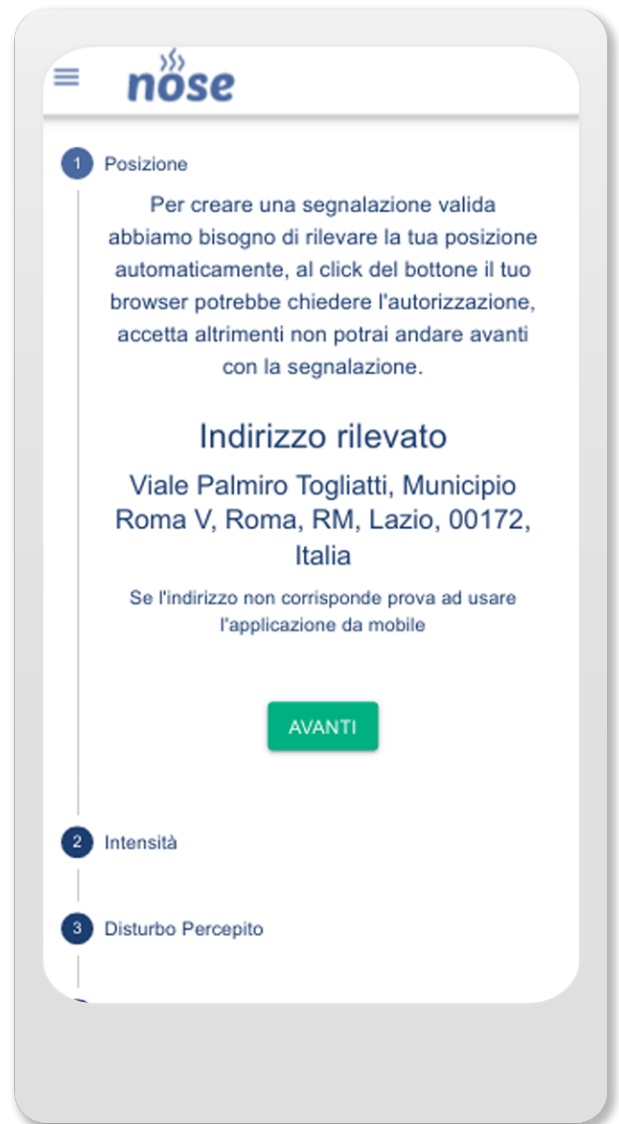 nose
1 Posizione
Per creare una segnalazione valida
abbiamo bisogno di rilevare la tua posizione
automaticamente, al click del bottone il tuo
browser potrebbe chiedere l'autorizzazione,
accetta altrimenti non potrai andare avanti
con la segnalazione.
Indirizzo rilevato
Viale Palmiro Togliatti, Municipio
Roma V, Roma, RM, Lazio, 00172,
Italia
Se l'indirizzo non corrisponde prova ad usare
l'applicazione da mobile
AVANTI
2 Intensità
3 Disturbo Percepito